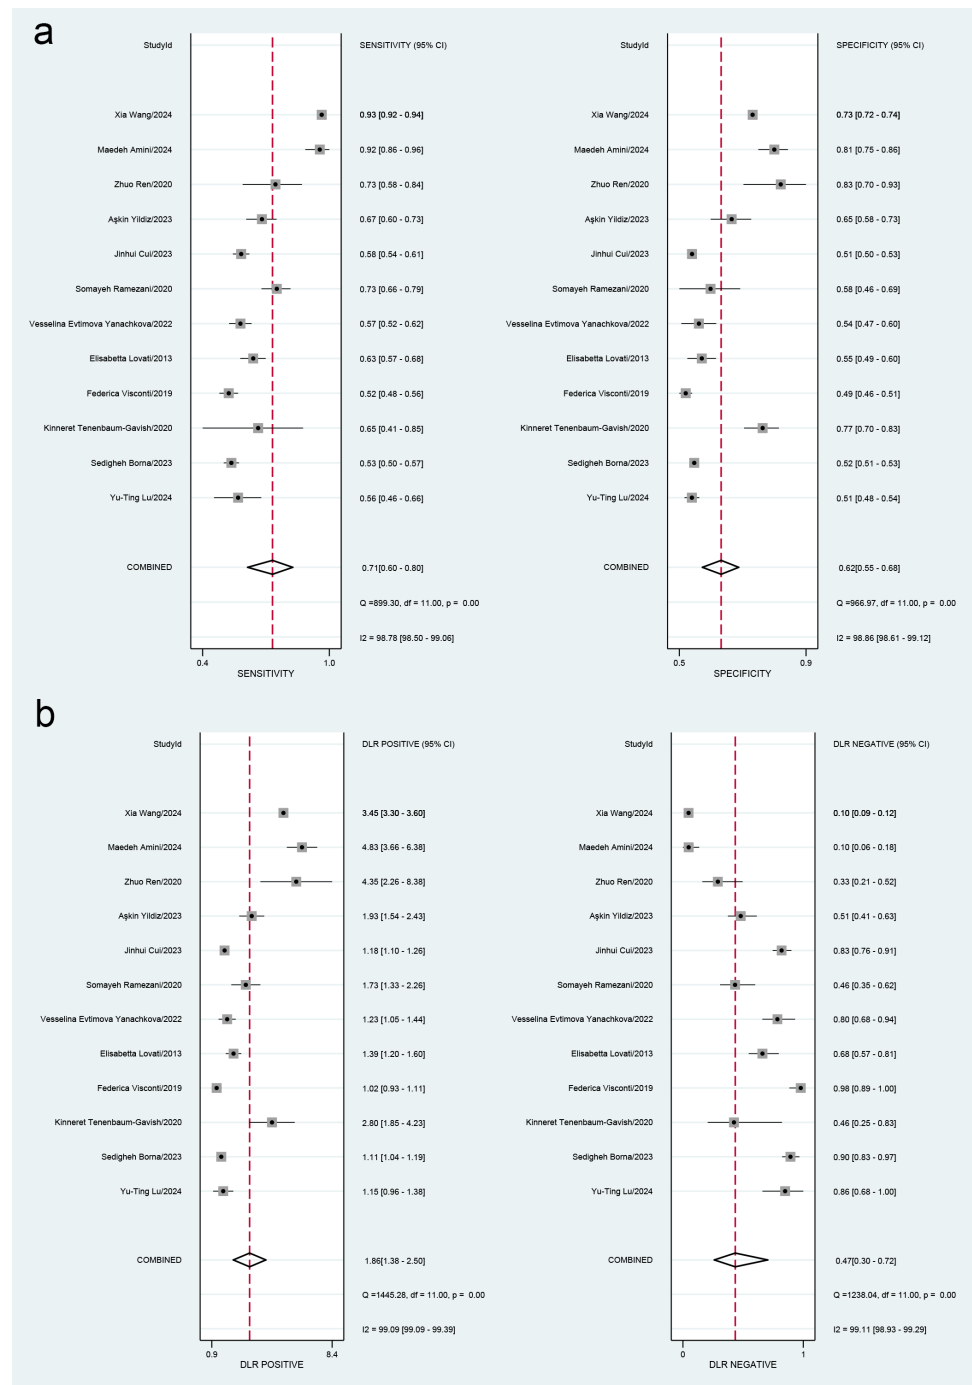 a
StudyId SENSITIVITY (95% CI)
Xia Wang/2024 0.93 [0.92 - 0.94]
Maedeh Amini/2024 0.92 [0.86 - 0.96]
Zhuo Ren/2020 0.73 [0.58 - 0.84]
Aşkin Yildiz/2023 0.67 [0.60 - 0.73]
Jinhui Cui/2023 0.58 [0.54 - 0.61]
Somayeh Ramezani/2020 0.73 [0.66 - 0.79]
Vesselina Evtimova Yanachkova/2022 0.57 [0.52 - 0.62]
Elisabetta Lovati/2013 0.63 [0.57 - 0.68]
Federica Visconti/2019 0.52 [0.48 - 0.56]
Kinneret Tenenbaum-Gavish/2020 0.65 [0.41 - 0.85]
Sedigheh Borna/2023 0.53 [0.50 - 0.57]
Yu-Ting Lu/2024 0.56 [0.46 - 0.66]
COMBINED 0.71[0.60 - 0.80]
Q =899.30, df = 11.00, p = 0.00
I2 = 98.78 [98.50 - 99.06]
0.4 1.0
SENSITIVITY
StudyId SPECIFICITY (95% CI)
Xia Wang/2024 0.73 [0.72 - 0.74]
Maedeh Amini/2024 0.81 [0.75 - 0.86]
Zhuo Ren/2020 0.83 [0.70 - 0.93]
Aşkin Yildiz/2023 0.65 [0.58 - 0.73]
Jinhui Cui/2023 0.51 [0.50 - 0.53]
Somayeh Ramezani/2020 0.58 [0.46 - 0.69]
Vesselina Evtimova Yanachkova/2022 0.54 [0.47 - 0.60]
Elisabetta Lovati/2013 0.55 [0.49 - 0.60]
Federica Visconti/2019 0.49 [0.46 - 0.51]
Kinneret Tenenbaum-Gavish/2020 0.77 [0.70 - 0.83]
Sedigheh Borna/2023 0.52 [0.51 - 0.53]
Yu-Ting Lu/2024 0.51 [0.48 - 0.54]
COMBINED 0.62[0.55 - 0.68]
Q =966.97, df = 11.00, p = 0.00
I2 = 98.86 [98.61 - 99.12]
0.5 0.9
SPECIFICITY
b
StudyId DLR POSITIVE (95% CI)
Xia Wang/2024 3.45 [3.30 - 3.60]
Maedeh Amini/2024 4.83 [3.66 - 6.38]
Zhuo Ren/2020 4.35 [2.26 - 8.38]
Aşkin Yildiz/2023 1.93 [1.54 - 2.43]
Jinhui Cui/2023 1.18 [1.10 - 1.26]
Somayeh Ramezani/2020 1.73 [1.33 - 2.26]
Vesselina Evtimova Yanachkova/2022 1.23 [1.05 - 1.44]
Elisabetta Lovati/2013 1.39 [1.20 - 1.60]
Federica Visconti/2019 1.02 [0.93 - 1.11]
Kinneret Tenenbaum-Gavish/2020 2.80 [1.85 - 4.23]
Sedigheh Borna/2023 1.11 [1.04 - 1.19]
Yu-Ting Lu/2024 1.15 [0.96 - 1.38]
COMBINED 1.86[1.38 - 2.50]
Q =1445.28, df = 11.00, p = 0.00
I2 = 99.09 [99.09 - 99.39]
0.9 8.4
DLR POSITIVE
StudyId DLR NEGATIVE (95% CI)
Xia Wang/2024 0.10 [0.09 - 0.12]
Maedeh Amini/2024 0.10 [0.06 - 0.18]
Zhuo Ren/2020 0.33 [0.21 - 0.52]
Aşkin Yildiz/2023 0.51 [0.41 - 0.63]
Jinhui Cui/2023 0.83 [0.76 - 0.91]
Somayeh Ramezani/2020 0.46 [0.35 - 0.62]
Vesselina Evtimova Yanachkova/2022 0.80 [0.68 - 0.94]
Elisabetta Lovati/2013 0.68 [0.57 - 0.81]
Federica Visconti/2019 0.98 [0.89 - 1.00]
Kinneret Tenenbaum-Gavish/2020 0.46 [0.25 - 0.83]
Sedigheh Borna/2023 0.90 [0.83 - 0.97]
Yu-Ting Lu/2024 0.86 [0.68 - 1.00]
COMBINED 0.47[0.30 - 0.72]
Q =1238.04, df = 11.00, p = 0.00
I2 = 99.11 [98.93 - 99.29]
0 1
DLR NEGATIVE